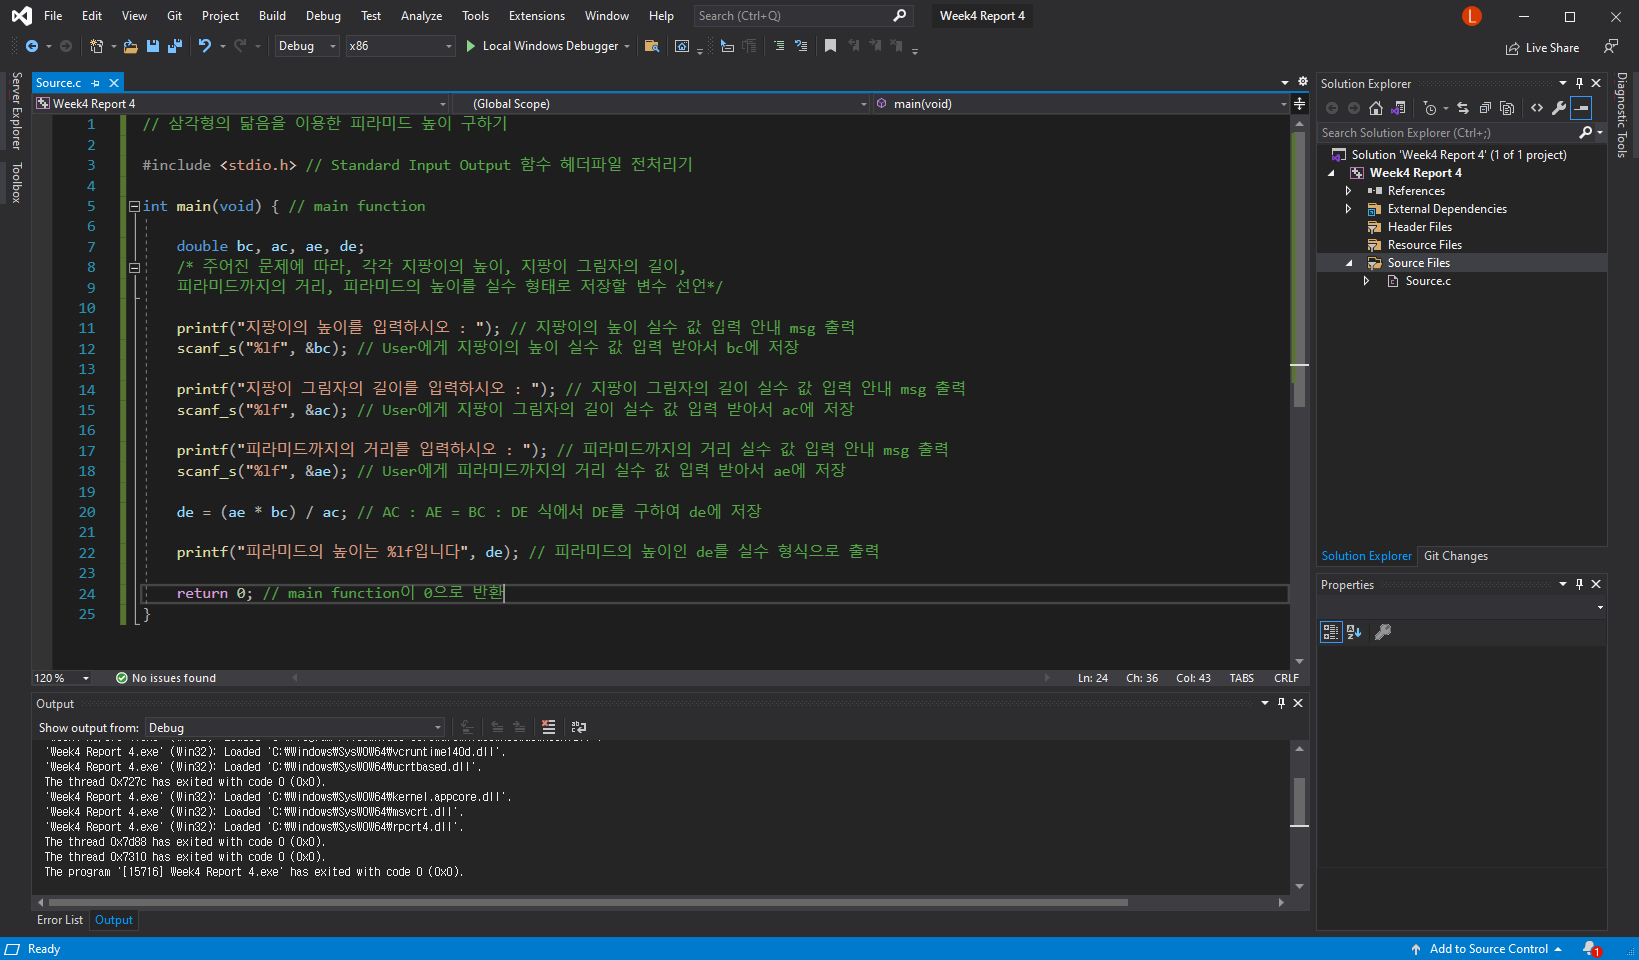 File Edit View Git Project Build Debug Test Analyze Tools Extensions Window Help Search (Ctrl+Q) Week4 Report 4 L
Debug x86 Local Windows Debugger Live Share
Server Explorer
Toolbox
Source.c
Week4 Report 4 (Global Scope) main(void)
1 // 삼각형의 닮음을 이용한 피라미드 높이 구하기
2
3 #include <stdio.h> // Standard Input Output 함수 헤더파일 전처리기
4
5 int main(void) { // main function
6
7 double bc, ac, ae, de;
8 /* 주어진 문제에 따라, 각각 지팡이의 높이, 지팡이 그림자의 길이,
9 피라미드까지의 거리, 피라미드의 높이를 실수 형태로 저장할 변수 선언*/
10
11 printf("지팡이의 높이를 입력하시오 : "); // 지팡이의 높이 실수 값 입력 안내 msg 출력
12 scanf_s("%lf", &bc); // User에게 지팡이의 높이 실수 값 입력 받아서 bc에 저장
13
14 printf("지팡이 그림자의 길이를 입력하시오 : "); // 지팡이 그림자의 길이 실수 값 입력 안내 msg 출력
15 scanf_s("%lf", &ac); // User에게 지팡이 그림자의 길이 실수 값 입력 받아서 ac에 저장
16
17 printf("피라미드까지의 거리를 입력하시오 : "); // 피라미드까지의 거리 실수 값 입력 안내 msg 출력
18 scanf_s("%lf", &ae); // User에게 피라미드까지의 거리 실수 값 입력 받아서 ae에 저장
19
20 de = (ae * bc) / ac; // AC : AE = BC : DE 식에서 DE를 구하여 de에 저장
21
22 printf("피라미드의 높이는 %lf입니다", de); // 피라미드의 높이인 de를 실수 형식으로 출력
23
24 return 0; // main function이 0으로 반환
25 }
120 % No issues found Ln: 24 Ch: 36 Col: 43 TABS CRLF
Output
Show output from: Debug
'Week4 Report 4.exe' (Win32): Loaded 'C:₩Windows₩SysWOW64₩vcruntime140d.dll'.
'Week4 Report 4.exe' (Win32): Loaded 'C:₩Windows₩SysWOW64₩ucrtbased.dll'.
The thread 0x727c has exited with code 0 (0x0).
'Week4 Report 4.exe' (Win32): Loaded 'C:₩Windows₩SysWOW64₩kernel.appcore.dll'.
'Week4 Report 4.exe' (Win32): Loaded 'C:₩Windows₩SysWOW64₩msvcrt.dll'.
'Week4 Report 4.exe' (Win32): Loaded 'C:₩Windows₩SysWOW64₩rpcrt4.dll'.
The thread 0x7d88 has exited with code 0 (0x0).
The thread 0x7310 has exited with code 0 (0x0).
The program '[15716] Week4 Report 4.exe' has exited with code 0 (0x0).
Error List Output
Solution Explorer
Search Solution Explorer (Ctrl+;)
Solution 'Week4 Report 4' (1 of 1 project)
Week4 Report 4
References
External Dependencies
Header Files
Resource Files
Source Files
Source.c
Solution Explorer Git Changes
Properties
Diagnostic Tools
Ready Add to Source Control 1